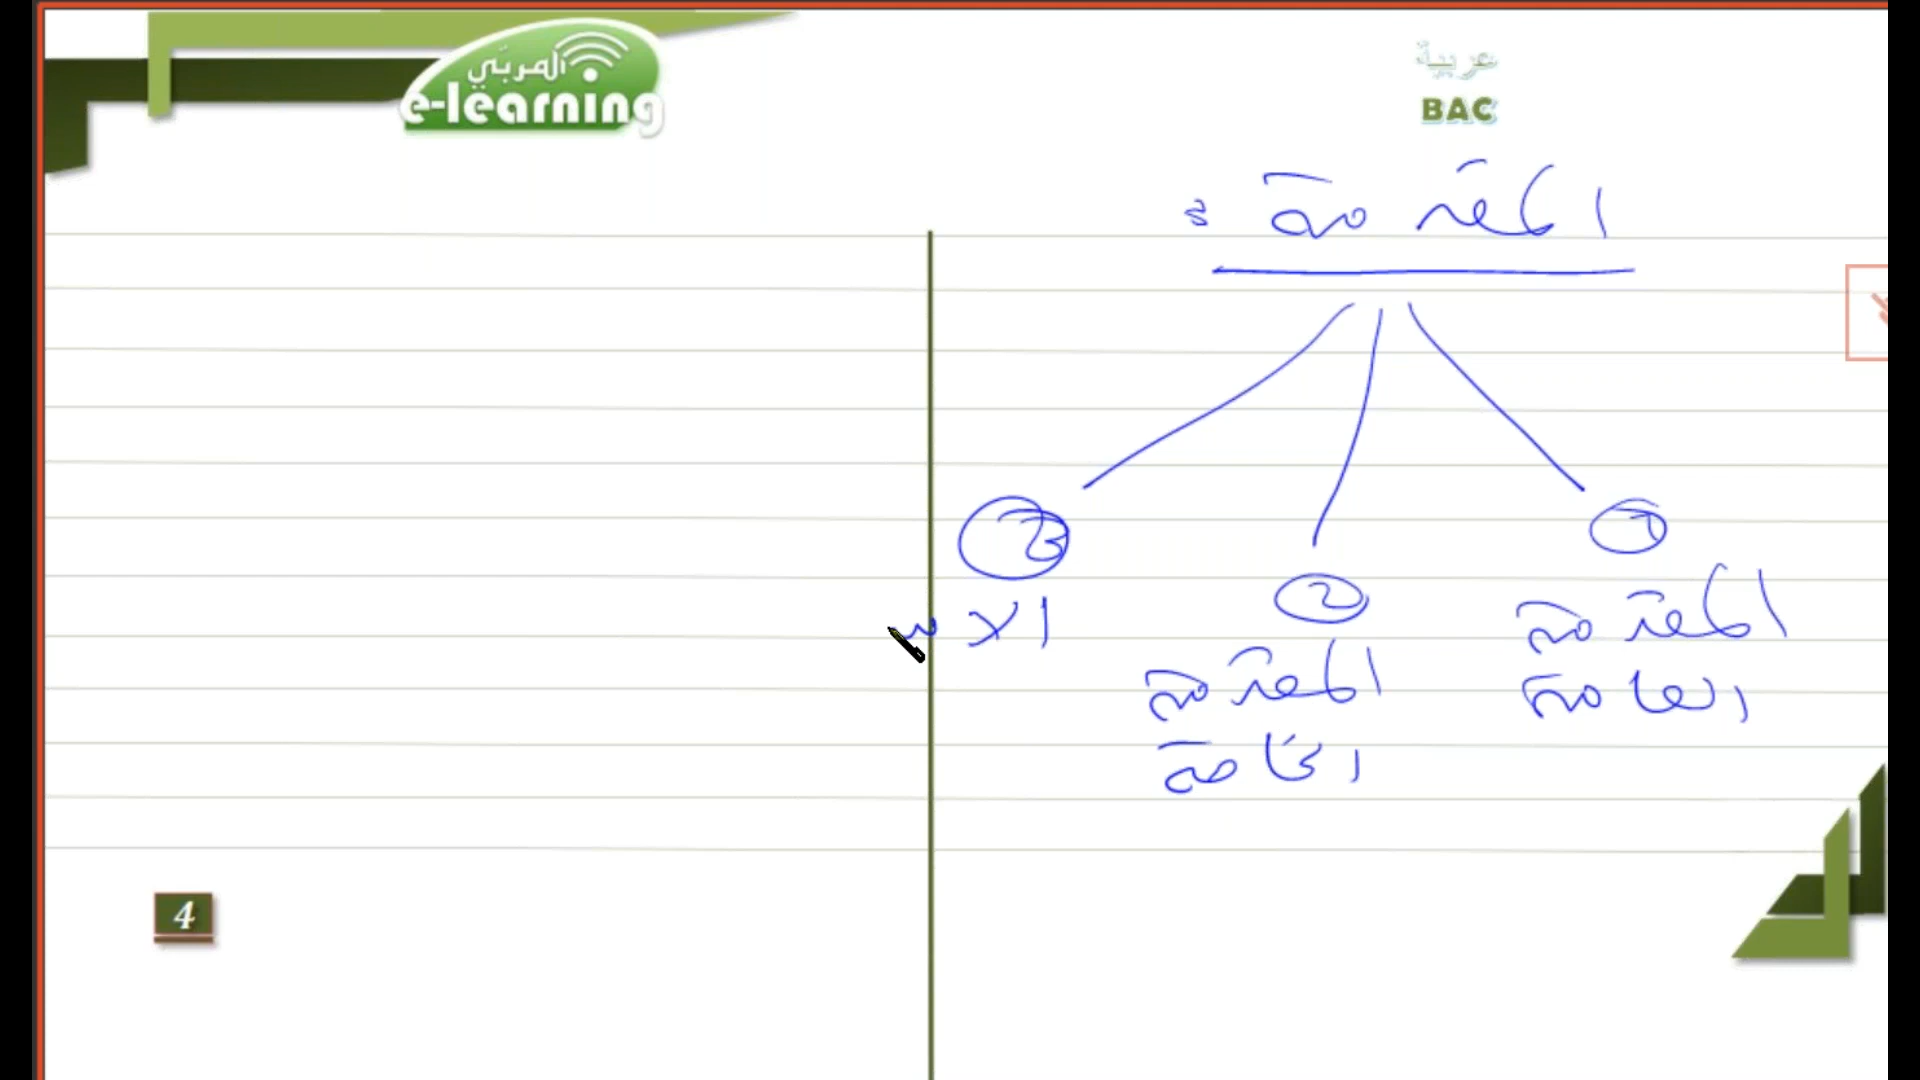 المربي
e-learning
عربية
BAC
المقدمة :
1
المقدمة
العامة
2
المقدمة
الخاصة
3
الاس
4